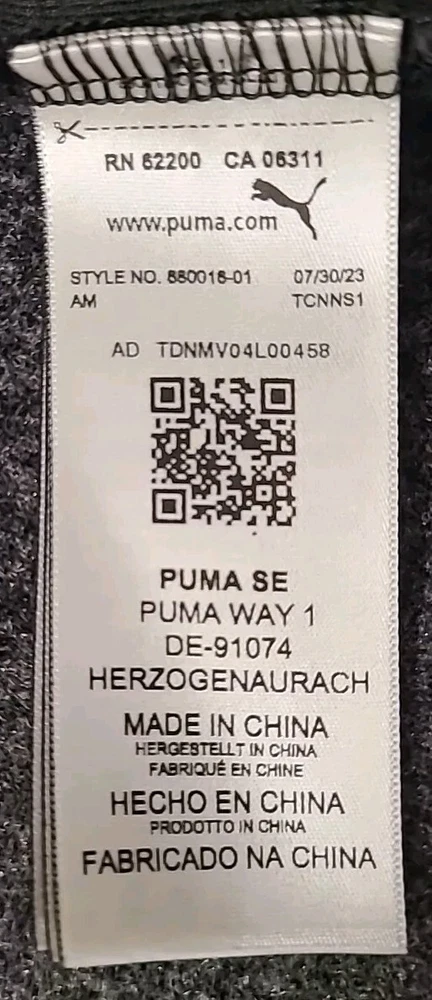 RN 62200 CA 06311
www.puma.com
STYLE NO. 680016-01 07/30/23
AM TCNNS1
AD TDNMV04L00458
PUMA SE
PUMA WAY 1
DE-91074
HERZOGENAURACH
MADE IN CHINA
HERGESTELLT IN CHINA
FABRIQUÉ EN CHINE
HECHO EN CHINA
PRODOTTO IN CHINA
FABRICADO NA CHINA